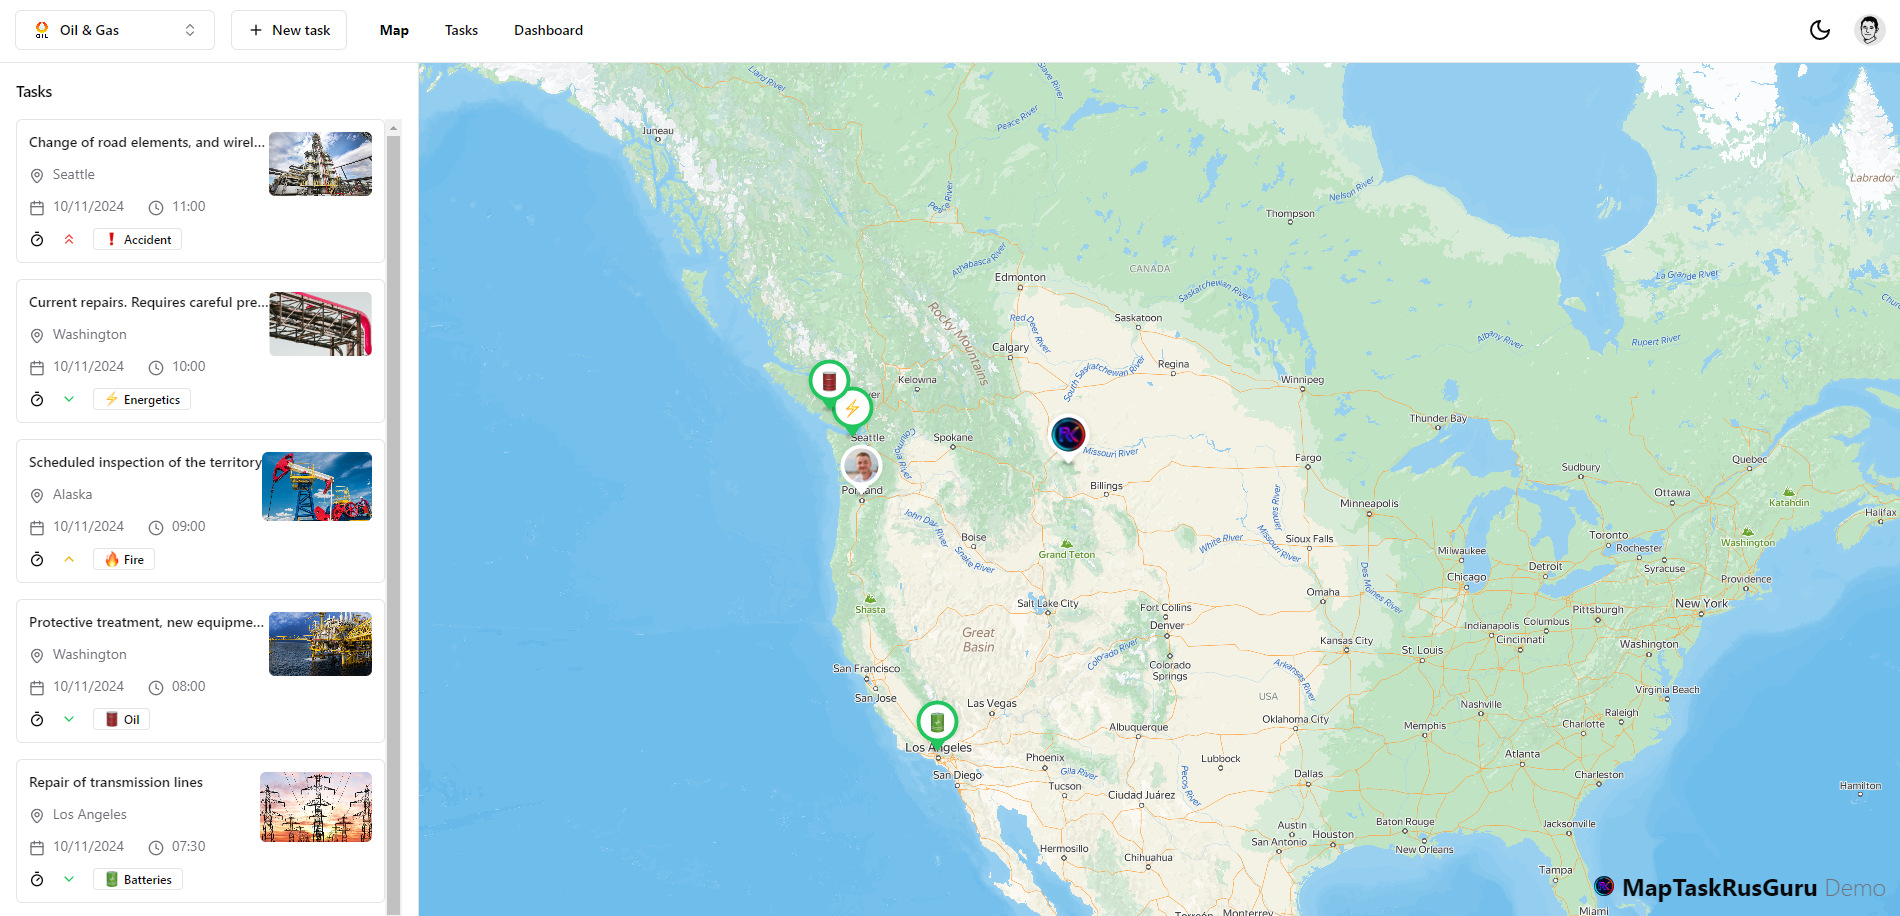 OIL
Oil & Gas
New task
Map
Tasks
Dashboard
Tasks
Change of road elements, and wirel...
Seattle
10/11/2024
11:00
Accident
Current repairs. Requires careful pre...
Washington
10/11/2024
10:00
Energetics
Scheduled inspection of the territory
Alaska
10/11/2024
09:00
Fire
Protective treatment, new equipme...
Washington
10/11/2024
08:00
Oil
Repair of transmission lines
Los Angeles
10/11/2024
07:30
Batteries
Liard River
Slave River
Peace River
Juneau
Labrador
Nelson River
Peace River
Thompson
Athabasca River
CANADA
La Grande River
Edmonton
Saskatchewan River
Rocky Mountains
Red Deer River
Saskatoon
Albany River
Rupert River
Calgary
Regina
South Saskatchewan River
Kelowna
Winnipeg
Thunder Bay
Seattle
Spokane
Columbia River
Missouri River
Fargo
Sudbury
Quebec
Portland
Billings
Ottawa
Katahdin
Minneapolis
Halifax
John Day River
Boise
Snake River
Grand Teton
White River
Missouri River
James River
Sioux Falls
Toronto
Rochester
Washington
Milwaukee
Detroit
Syracuse
Chicago
Providence
Des Moines River
Omaha
Shasta
Salt Lake City
Fort Collins
Denver
Pittsburgh
New York
Great
Basin
Kansas City
Indianapolis
Columbus
Cincinnati
Washington
St. Louis
Colorado River
Colorado
Springs
San Francisco
Arkansas River
San Jose
USA
Virginia Beach
Las Vegas
Nashville
Raleigh
Oklahoma City
Albuquerque
Memphis
Charlotte
Los Angeles
Phoenix
Lubbock
Atlanta
San Diego
Gila River
Pecos River
Dallas
Charleston
Tucson
Ciudad Juárez
Hamilton
Austin
Houston
Baton Rouge
Jacksonville
San Antonio
New Orleans
Hermosillo
Chihuahua
Tampa
Torreón
Monterrey
Miami
MapTaskRusGuru Demo